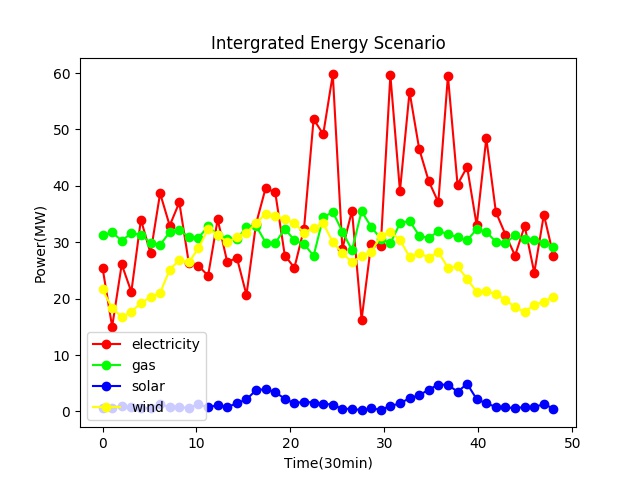 Intergrated Energy Scenario
Power(MW)
60
50
40
30
20
10
0
electricity
gas
solar
wind
0 10 20 30 40 50
Time(30min)